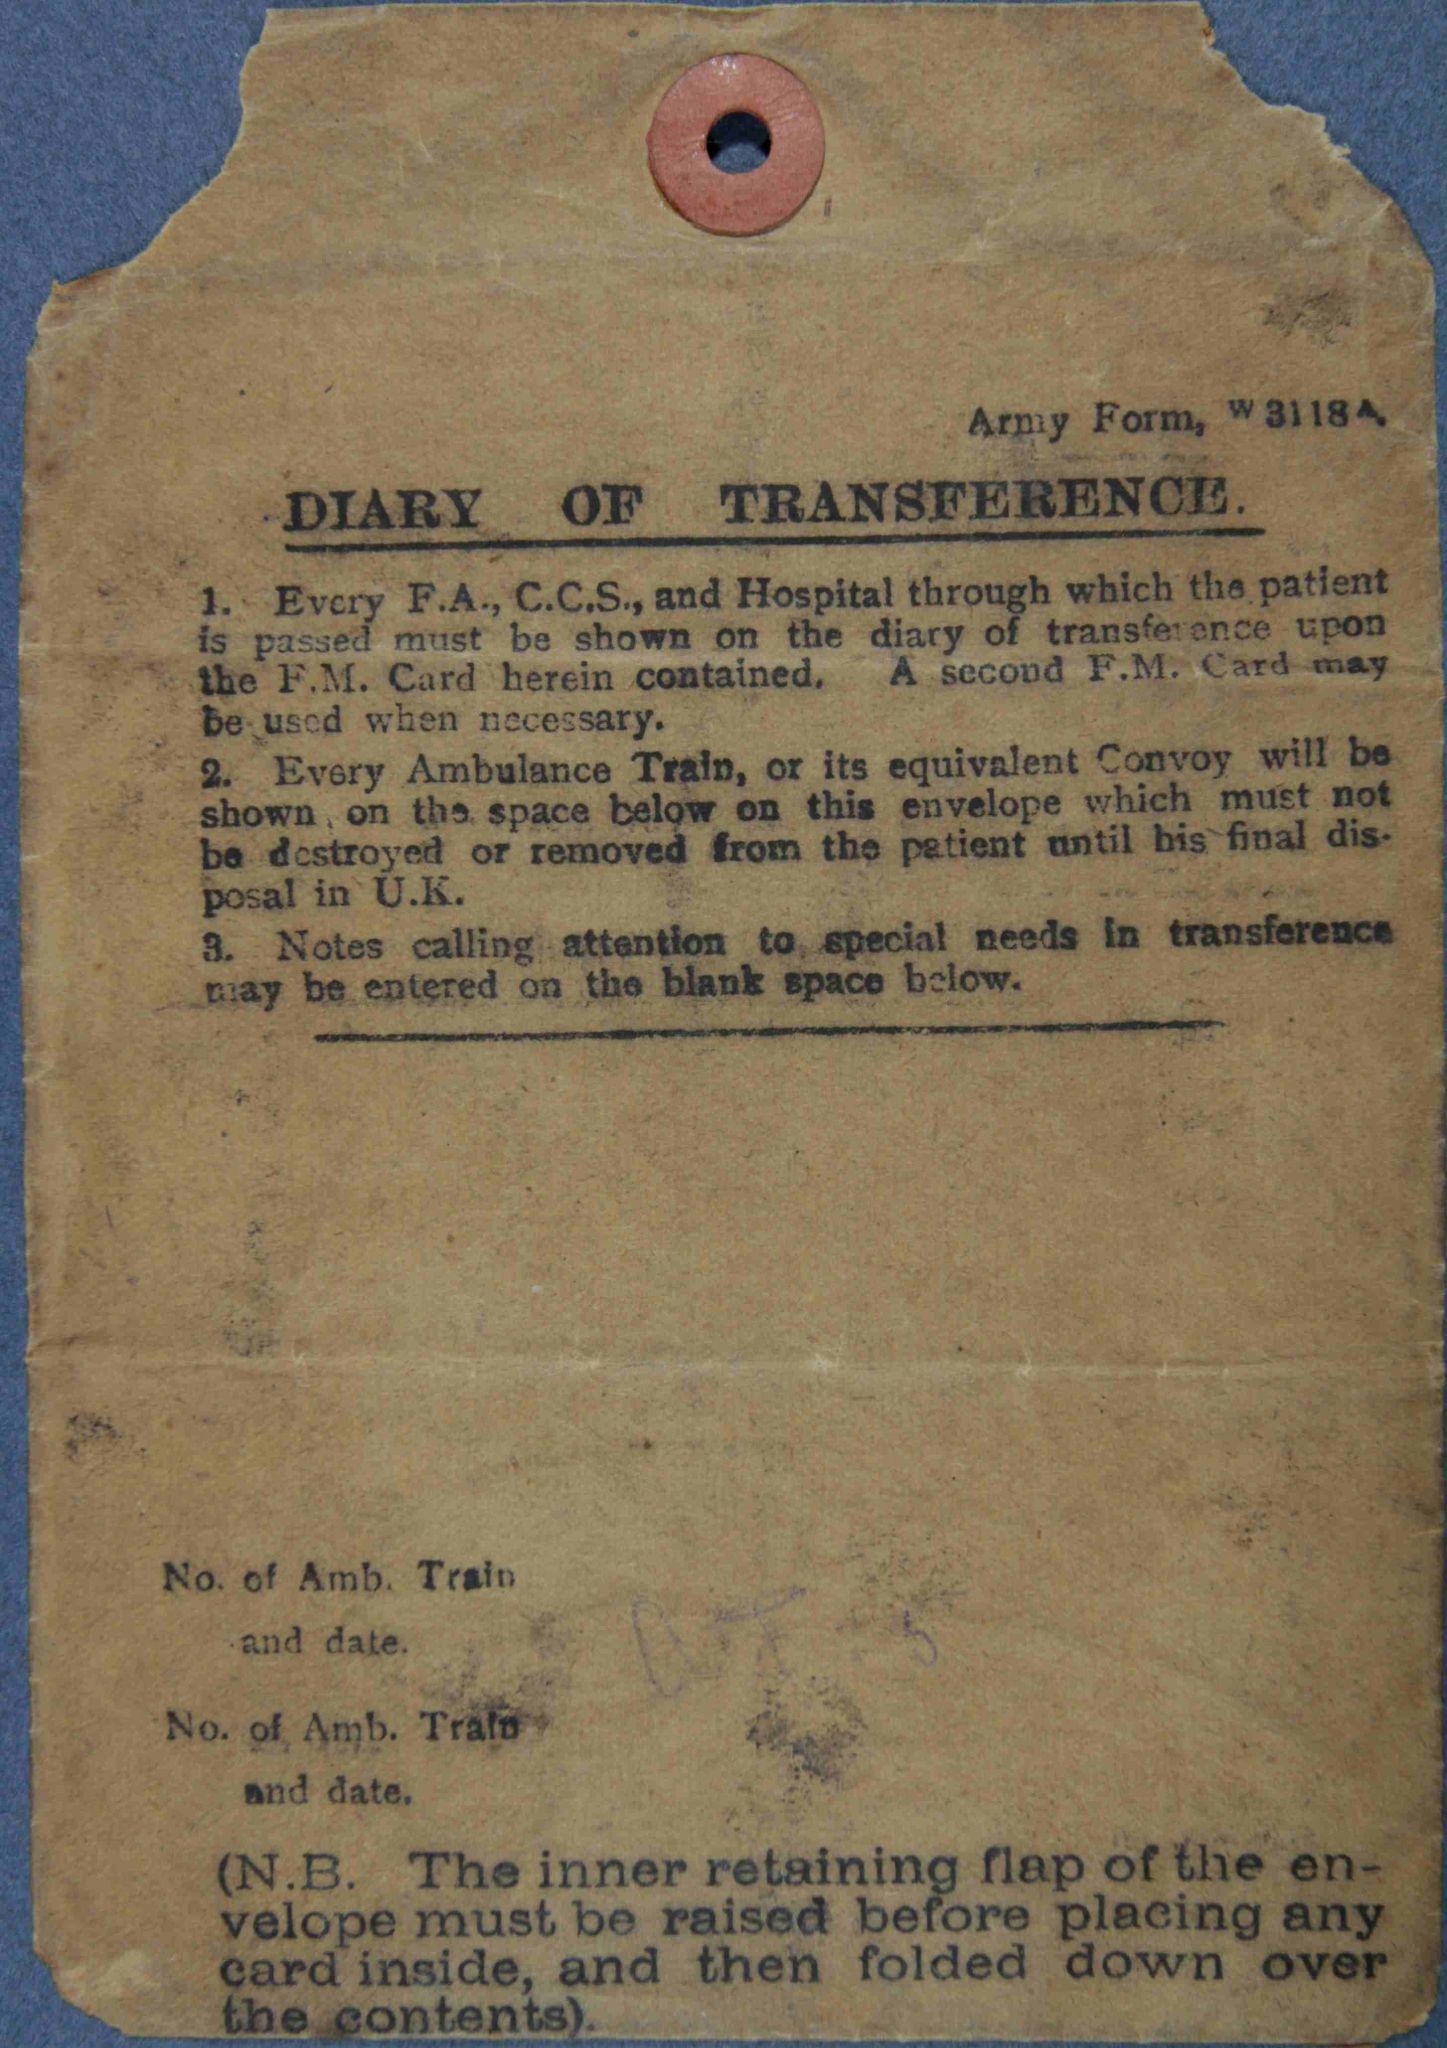 Army Form, W 3118 A.
DIARY OF TRANSFERENCE.
1. Every F.A., C.C.S., and Hospital through which the patient
is passed must be shown on the diary of transference upon
the F.M. Card herein contained. A second F.M. Card may
be used when necessary.
2. Every Ambulance Train, or its equivalent Convoy will be
shown on the space below on this envelope which must not
be destroyed or removed from the patient until his final dis-
posal in U.K.
3. Notes calling attention to special needs in transference
may be entered on the blank space below.
No. of Amb. Train
and date.
No. of Amb. Train
and date.
(N.B. The inner retaining flap of the en-
velope must be raised before placing any
card inside, and then folded down over
the contents).